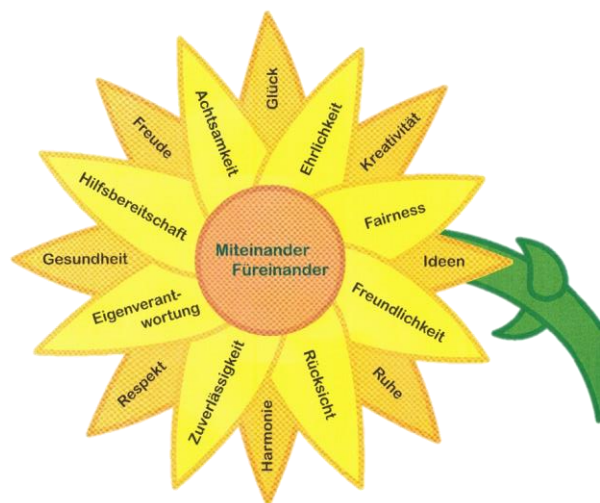 Miteinander
Füreinander
Glück
Ehrlichkeit
Kreativität
Fairness
Ideen
Freundlichkeit
Ruhe
Rücksicht
Harmonie
Zuverlässigkeit
Respekt
Eigenverant-
wortung
Gesundheit
Hilfsbereitschaft
Freude
Achtsamkeit